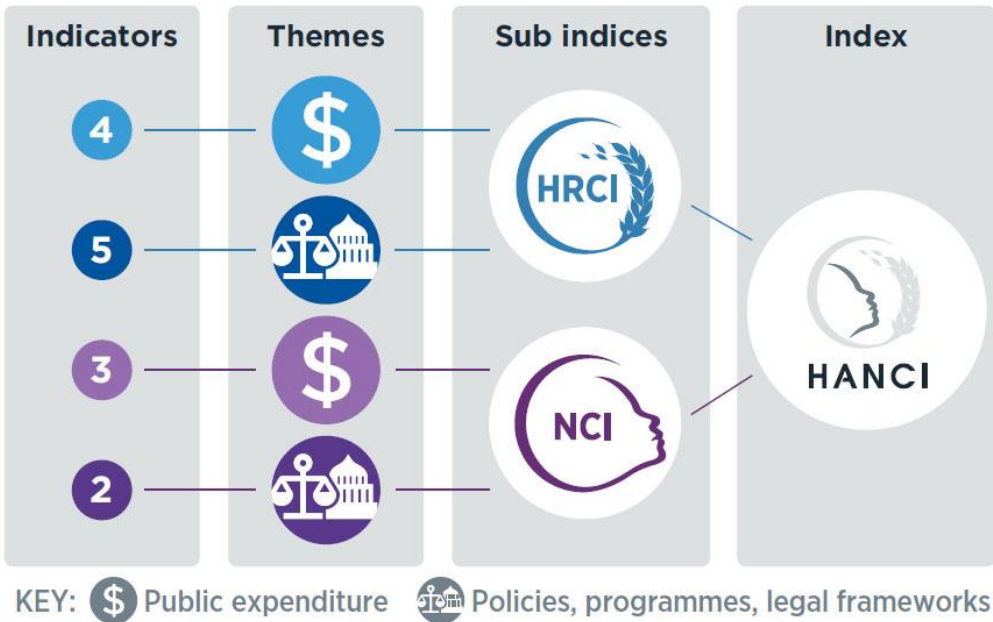 Indicators Themes Sub indices Index
4 $
HRCI
5
HANCI
3 $
NCI
2
KEY: $ Public expenditure Policies, programmes, legal frameworks